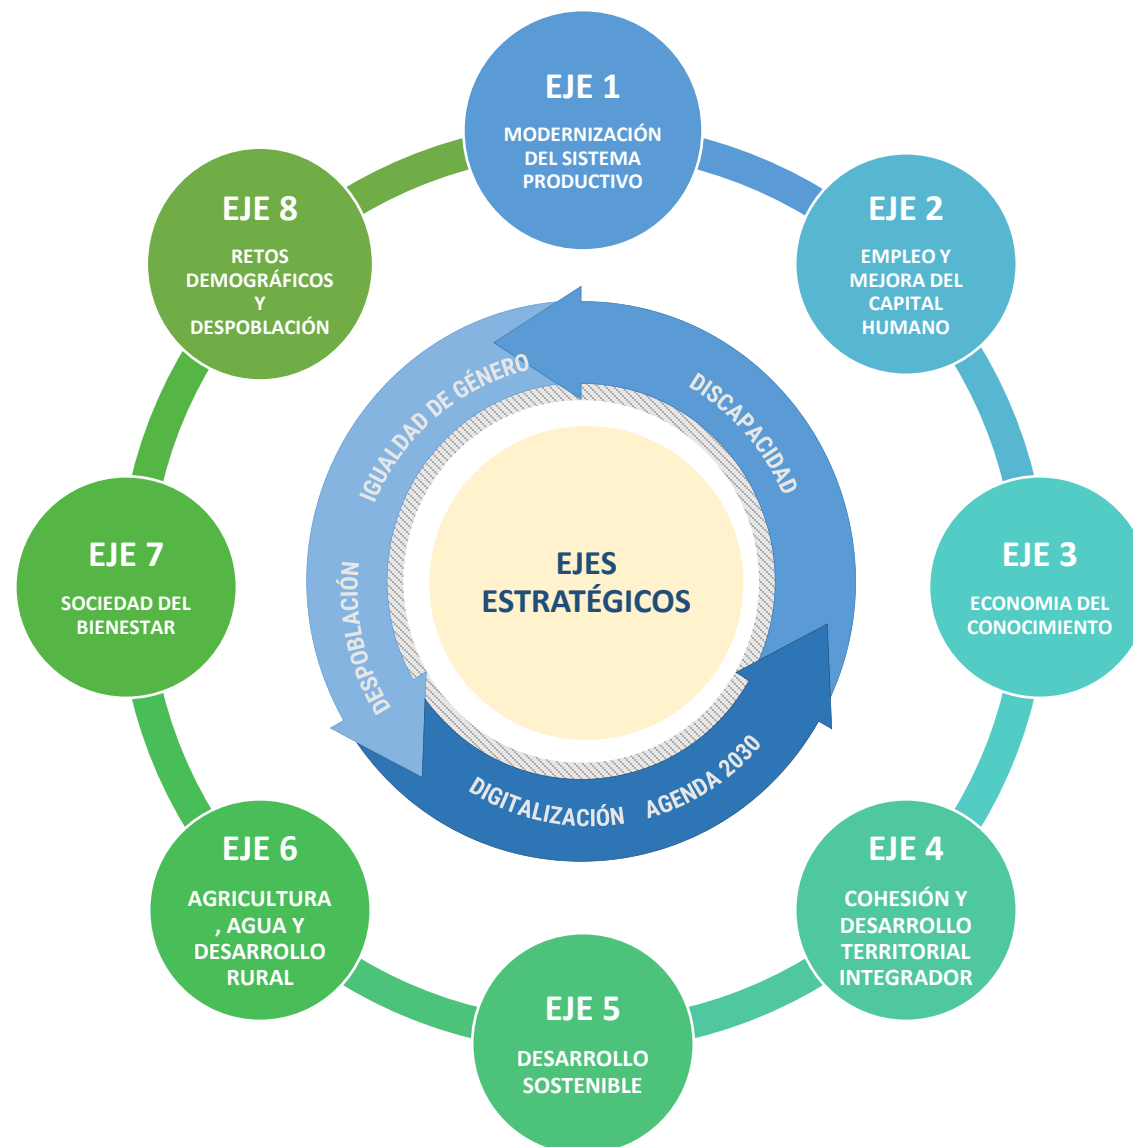 EJE 1
MODERNIZACIÓN
DEL SISTEMA
PRODUCTIVO
EJE 2
EMPLEO Y
MEJORA DEL
CAPITAL
HUMANO
EJE 3
ECONOMIA DEL
CONOCIMIENTO
EJE 4
COHESIÓN Y
DESARROLLO
TERRITORIAL
INTEGRADOR
EJE 5
DESARROLLO
SOSTENIBLE
EJE 6
AGRICULTURA
, AGUA Y
DESARROLLO
RURAL
EJE 7
SOCIEDAD DEL
BIENESTAR
EJE 8
RETOS
DEMOGRÁFICOS
Y
DESPOBLACIÓN
IGUALDAD DE GÉNERO
DISCAPACIDAD
DESPOBLACIÓN
DIGITALIZACIÓN AGENDA 2030
EJES
ESTRATÉGICOS